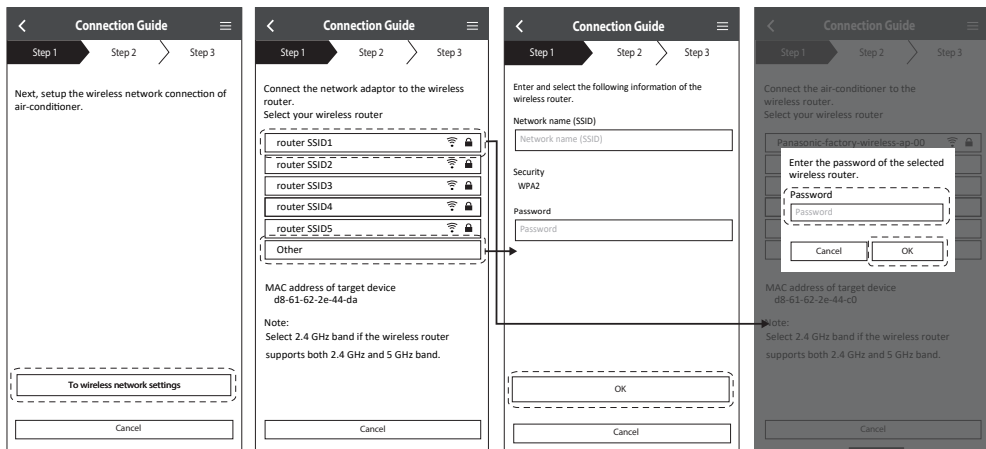 Connection Guide
Step 1
Step 2
Step 3
Next, setup the wireless network connection of
air-conditioner.
To wireless network settings
Cancel
Connection Guide
Step 1
Step 2
Step 3
Connect the network adaptor to the wireless
router.
Select your wireless router
router SSID1
router SSID2
router SSID3
router SSID4
router SSID5
Other
MAC address of target device
d8-61-62-2e-44-da
Note:
Select 2.4 GHz band if the wireless router
supports both 2.4 GHz and 5 GHz band.
Cancel
Connection Guide
Step 1
Step 2
Step 3
Enter and select the following information of the
wireless router.
Network name (SSID)
Network name (SSID)
Security
WPA2
Password
Password
OK
Cancel
Connection Guide
Step 1
Step 2
Step 3
Connect the air-conditioner to the
wireless router.
Select your wireless router
Panasonic-factory-wireless-ap-00
Enter the password of the selected
wireless router.
Password
Password
Cancel
OK
MAC address of target device
d8-61-62-2e-44-c0
Note:
Select 2.4 GHz band if the wireless router
supports both 2.4 GHz and 5 GHz band.
Cancel